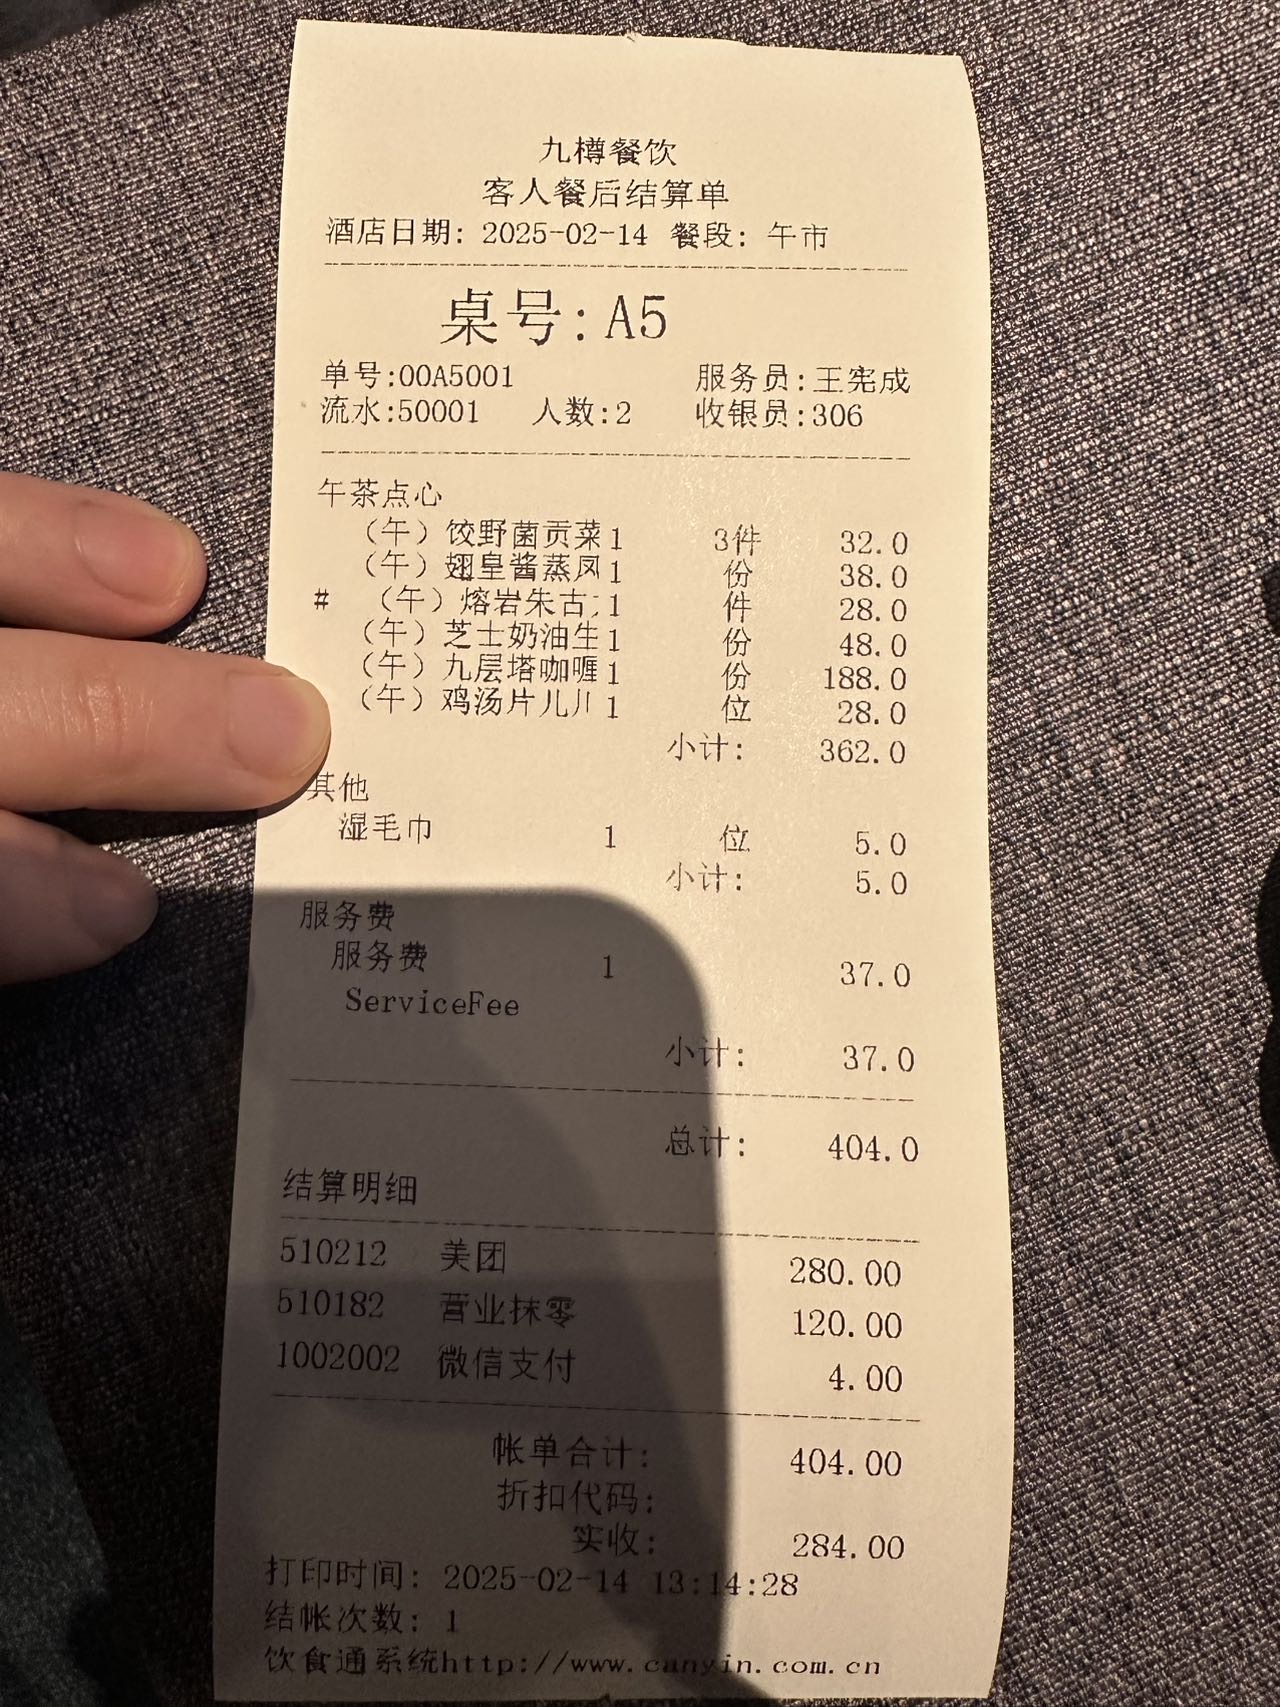 九樽餐饮
客人餐后结算单
酒店日期: 2025-02-14 餐段: 午市
桌号:A5
单号:00A5001 服务员:王宪成
流水:50001 人数:2 收银员:306
午茶点心
(午) 饺野菌贡菜 1 3件 32.0
(午) 翅皇酱蒸凤 1 份 38.0
# (午) 熔岩朱古 1 件 28.0
(午) 芝士奶油生 1 份 48.0
(午) 九层塔咖喱 1 份 188.0
(午) 鸡汤片儿川 1 位 28.0
小计: 362.0
其他
湿毛巾 1 位 5.0
小计: 5.0
服务费
服务费 1 37.0
ServiceFee
小计: 37.0
总计: 404.0
结算明细
510212 美团 280.00
510182 营业抹零 120.00
1002002 微信支付 4.00
帐单合计: 404.00
折扣代码:
实收: 284.00
打印时间: 2025-02-14 13:14:28
结帐次数: 1
饮食通系统http://www.canyin.com.cn